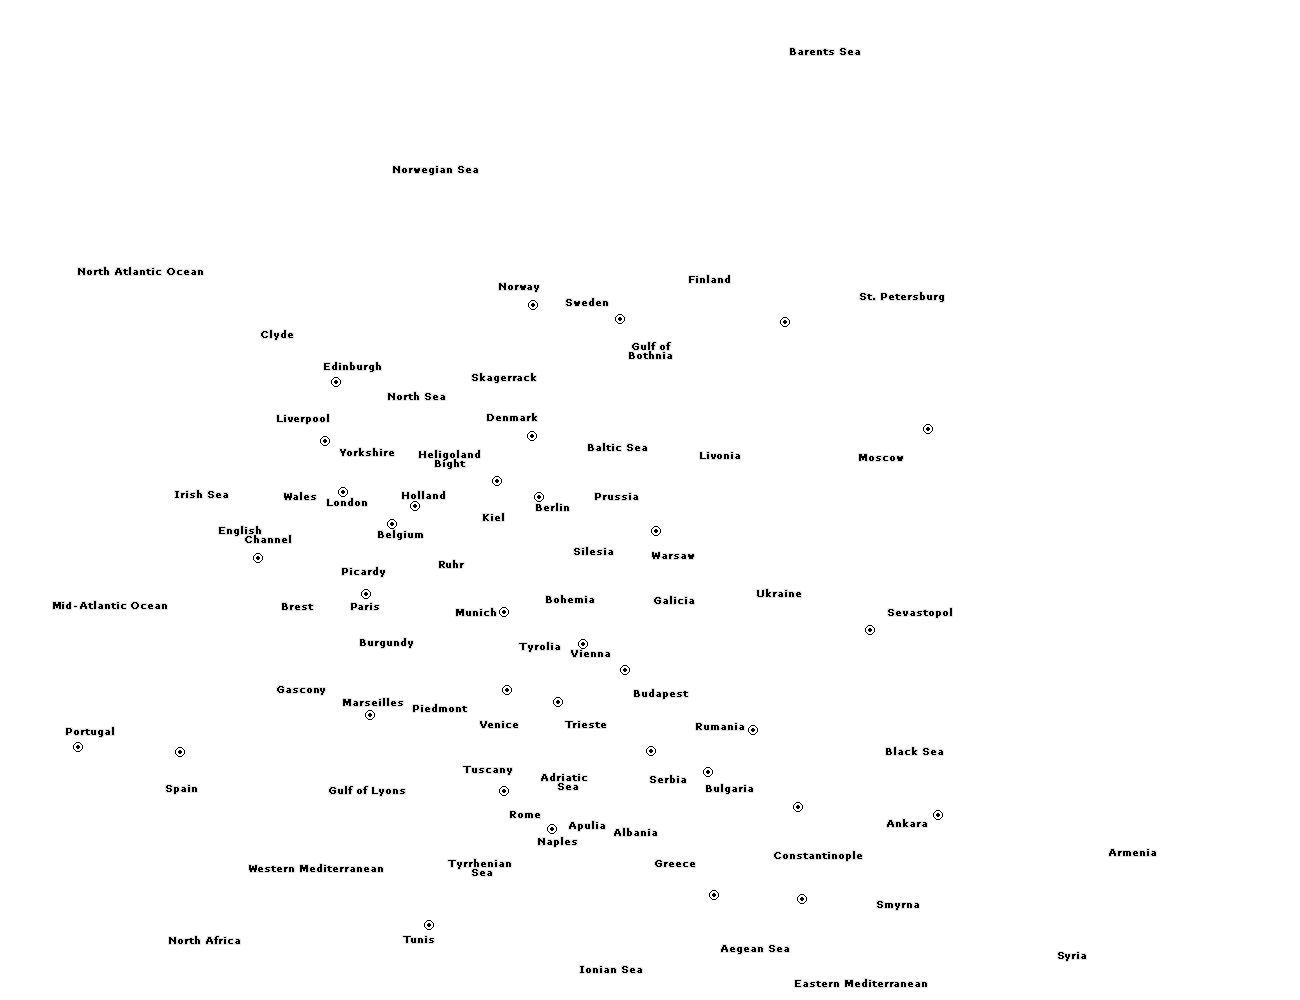 Barents Sea
Norwegian Sea
North Atlantic Ocean
Finland
Norway
St. Petersburg
Sweden
Clyde
Gulf of
Bothnia
Edinburgh
Skagerrack
North Sea
Liverpool
Denmark
Baltic Sea
Yorkshire
Heligoland
Bight
Livonia
Moscow
Irish Sea
Wales
London
Holland
Prussia
Berlin
Kiel
English
Channel
Belgium
Silesia
Warsaw
Ruhr
Picardy
Ukraine
Bohemia
Galicia
Mid-Atlantic Ocean
Brest
Paris
Munich
Sevastopol
Burgundy
Tyrolia
Vienna
Gascony
Budapest
Marseilles
Piedmont
Venice
Trieste
Rumania
Portugal
Black Sea
Tuscany
Adriatic
Sea
Serbia
Spain
Gulf of Lyons
Bulgaria
Rome
Apulia
Albania
Ankara
Naples
Constantinople
Armenia
Western Mediterranean
Tyrrhenian
Sea
Greece
Smyrna
North Africa
Tunis
Aegean Sea
Syria
Ionian Sea
Eastern Mediterranean